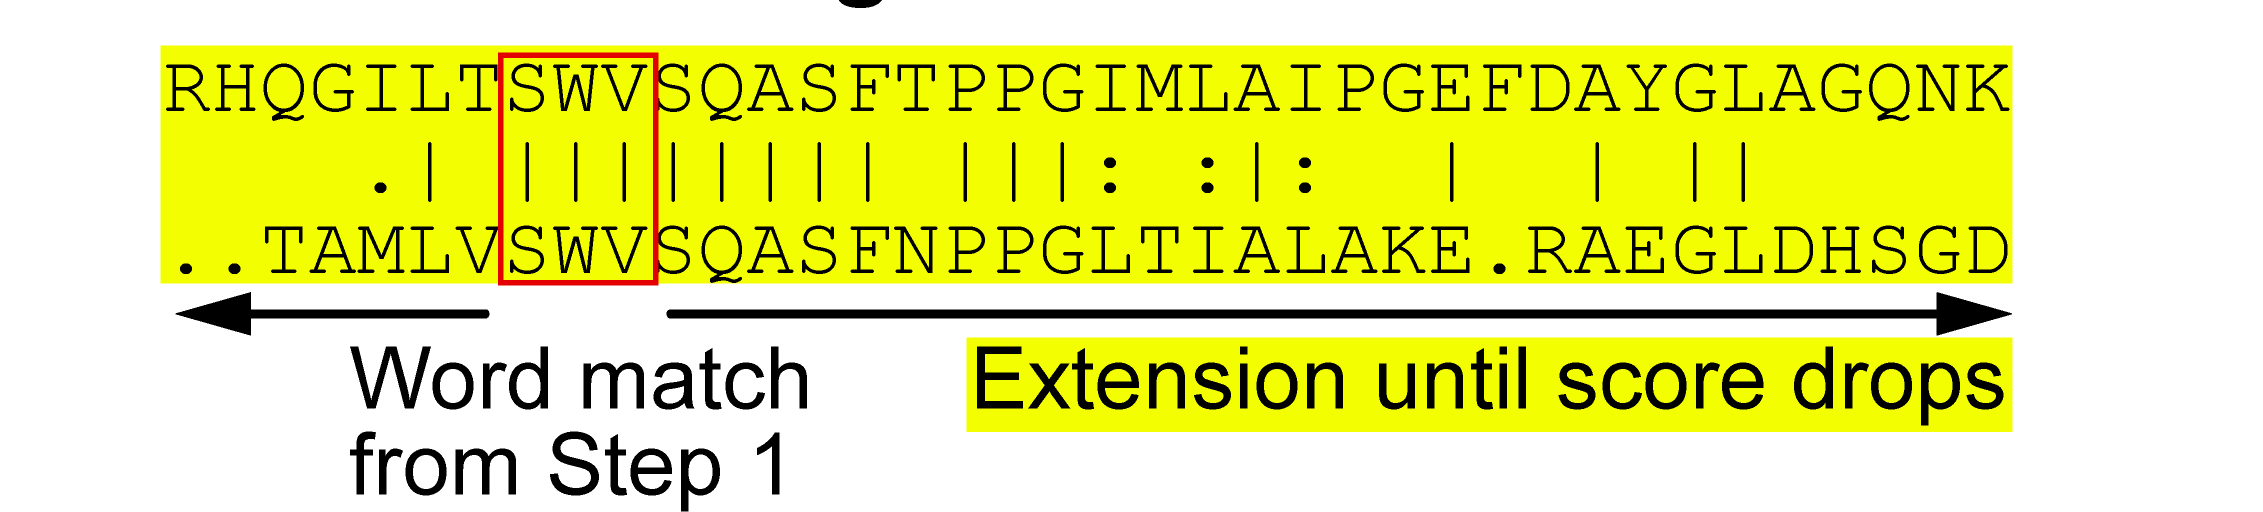 RHQGILTSWVSQASFTPPGIMLAIPGEFDAYGLAGQNK
.| |||||||| |||: :|: | | ||
..TAMLVSWVSQASFNPPGLTIALAKE.RAEGLDHSGD
Word match
from Step 1
Extension until score drops